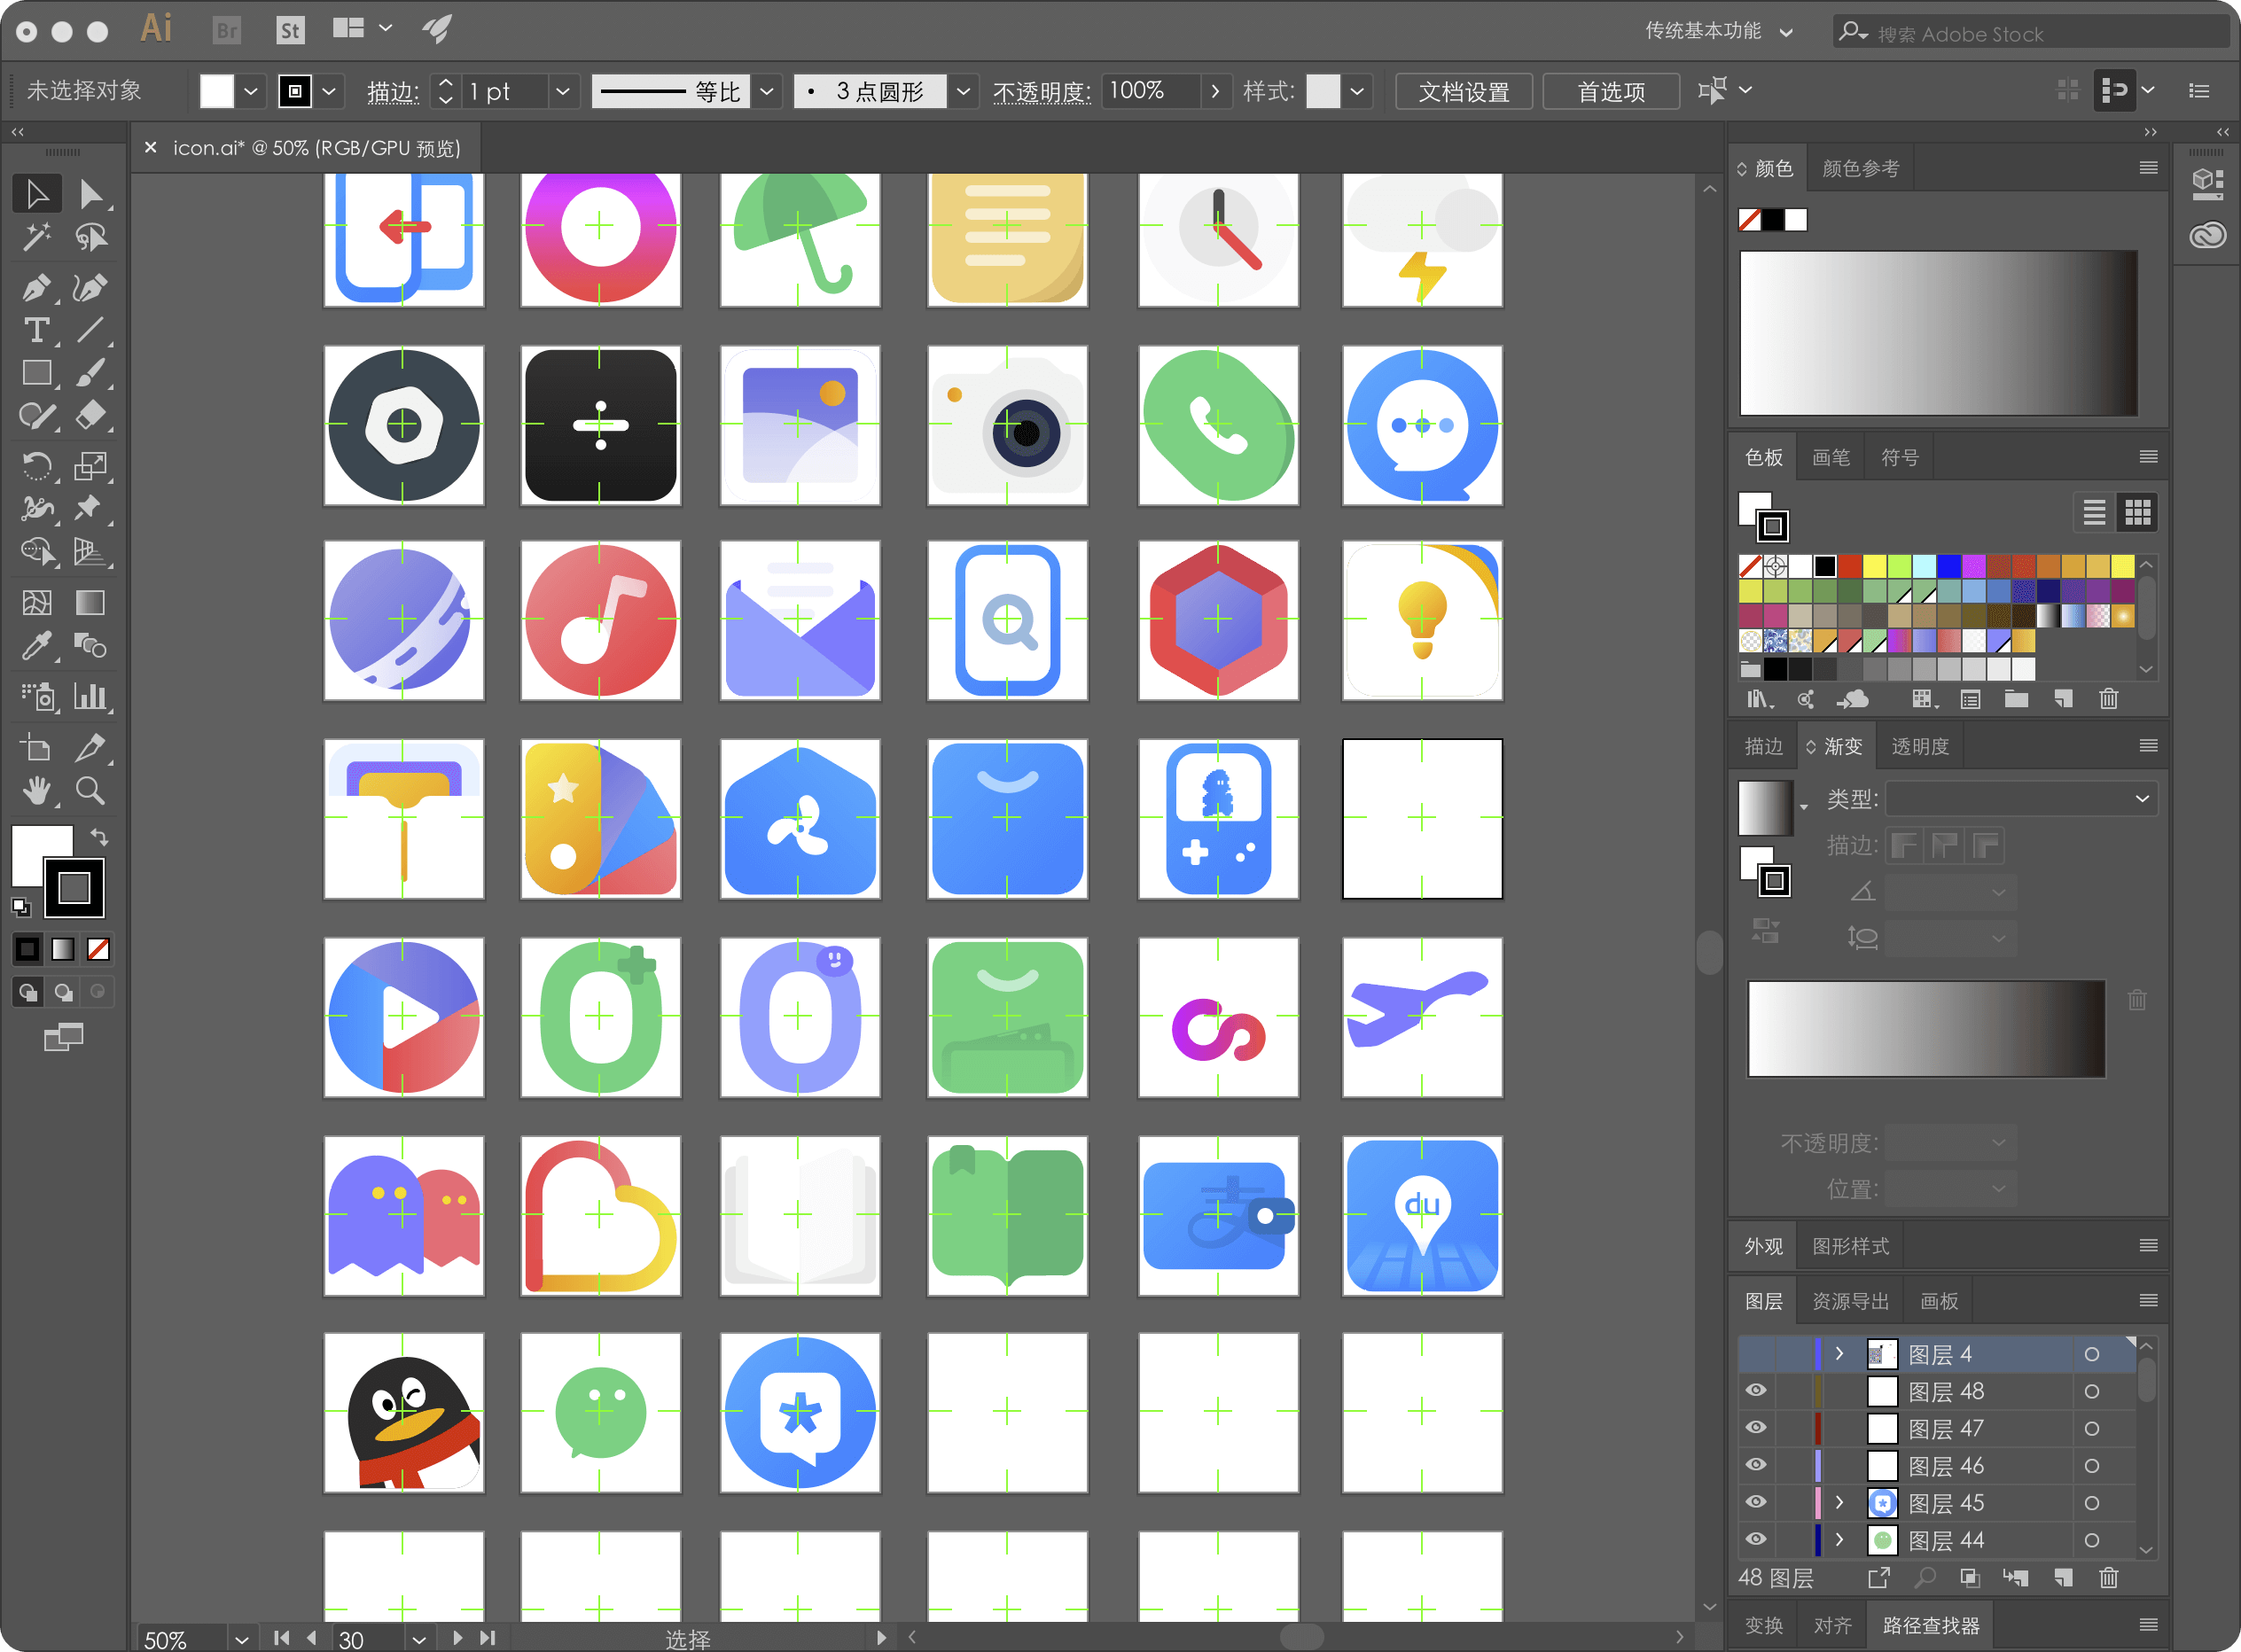 Ai Br St 传统基本功能 搜索 Adobe Stock
未选择对象 描边: 1 pt 等比 3 点圆形 不透明度: 100% 样式: 文档设置 首选项
icon.ai* @ 50% (RGB/GPU 预览)
颜色 颜色参考
色板 画笔 符号
描边 渐变 透明度
类型:
描边:
不透明度:
位置:
支
du
外观 图形样式
图层 资源导出 画板
图层 4
图层 48
图层 47
图层 46
图层 45
图层 44
48 图层
变换 对齐 路径查找器
50% 30 选择